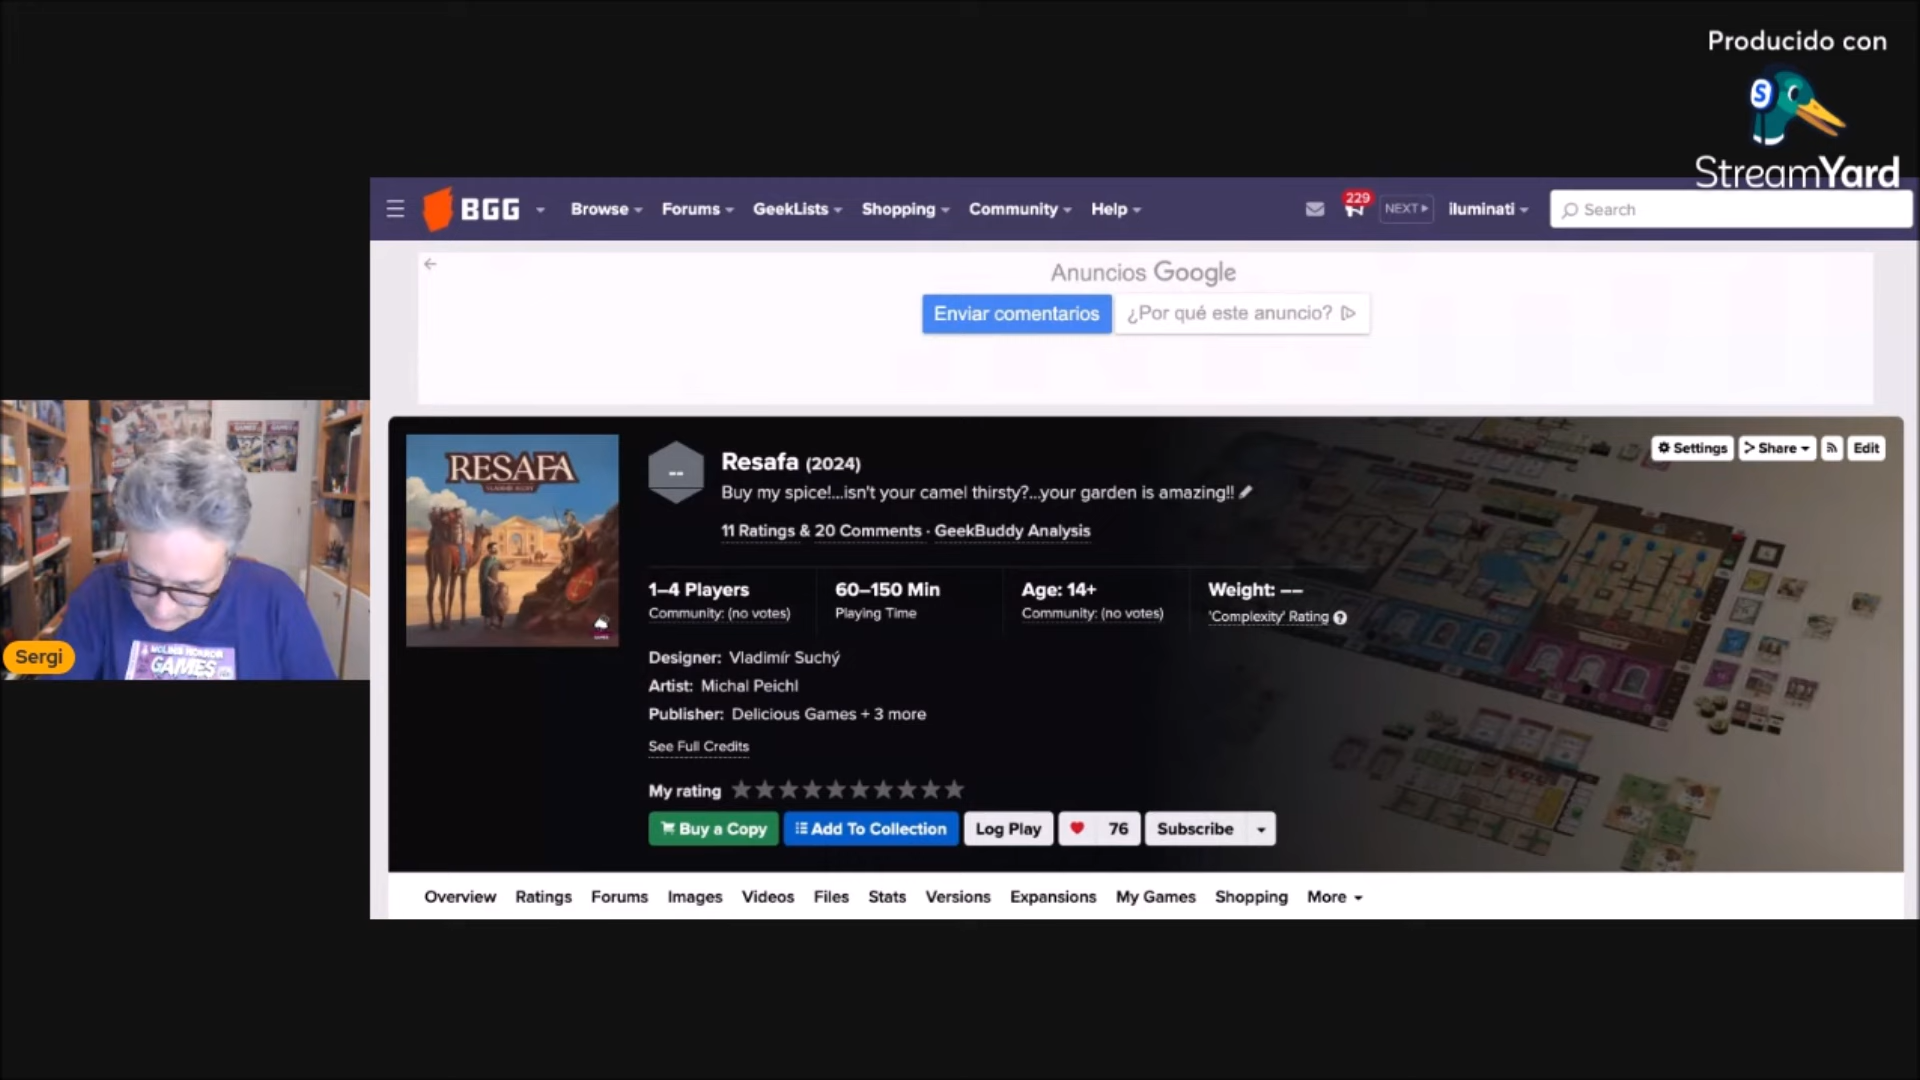 Producido con
StreamYard
BGG
Browse
Forums
GeekLists
Shopping
Community
Help
229
NEXT
iluminati
Search
Anuncios Google
Enviar comentarios
¿Por qué este anuncio?
RESAFA
VLADIMÍR SUCHÝ
--
Resafa (2024)
Settings
Share
Edit
Buy my spice!...isn't your camel thirsty?...your garden is amazing!!
11 Ratings & 20 Comments · GeekBuddy Analysis
1–4 Players
Community: (no votes)
60–150 Min
Playing Time
Age: 14+
Community: (no votes)
Weight: --
'Complexity' Rating
Designer: Vladimír Suchý
Artist: Michal Peichl
Publisher: Delicious Games + 3 more
See Full Credits
My rating
Buy a Copy
Add To Collection
Log Play
76
Subscribe
Overview
Ratings
Forums
Images
Videos
Files
Stats
Versions
Expansions
My Games
Shopping
More
Sergi
MOLINS HORROR
GAMES